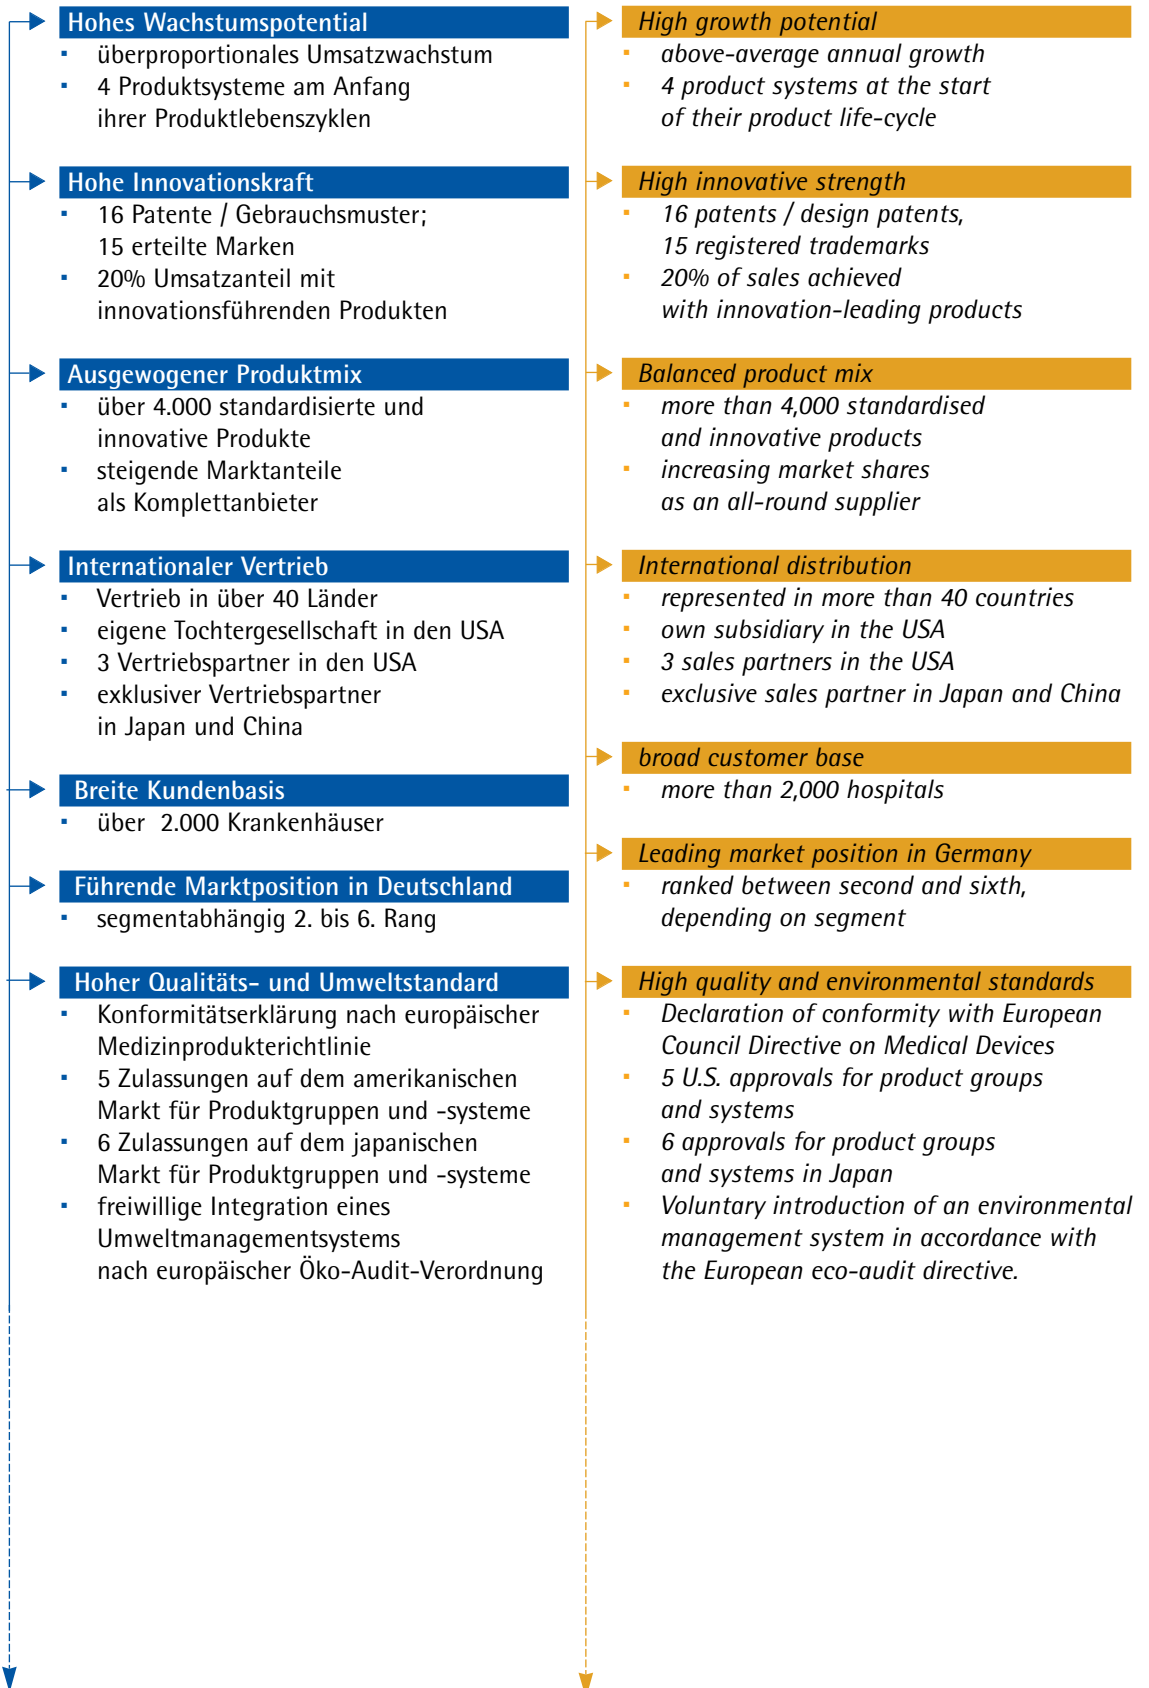 Hohes Wachstumspotential
▪ überproportionales Umsatzwachstum
▪ 4 Produktsysteme am Anfang
ihrer Produktlebenszyklen
Hohe Innovationskraft
▪ 16 Patente / Gebrauchsmuster;
15 erteilte Marken
▪ 20% Umsatzanteil mit
innovationsführenden Produkten
Ausgewogener Produktmix
▪ über 4.000 standardisierte und
innovative Produkte
▪ steigende Marktanteile
als Komplettanbieter
Internationaler Vertrieb
▪ Vertrieb in über 40 Länder
▪ eigene Tochtergesellschaft in den USA
▪ 3 Vertriebspartner in den USA
▪ exklusiver Vertriebspartner
in Japan und China
Breite Kundenbasis
▪ über 2.000 Krankenhäuser
Führende Marktposition in Deutschland
▪ segmentabhängig 2. bis 6. Rang
Hoher Qualitäts- und Umweltstandard
▪ Konformitätserklärung nach europäischer
Medizinprodukterichtlinie
▪ 5 Zulassungen auf dem amerikanischen
Markt für Produktgruppen und -systeme
▪ 6 Zulassungen auf dem japanischen
Markt für Produktgruppen und -systeme
▪ freiwillige Integration eines
Umweltmanagementsystems
nach europäischer Öko-Audit-Verordnung
High growth potential
▪ above-average annual growth
▪ 4 product systems at the start
of their product life-cycle
High innovative strength
▪ 16 patents / design patents,
15 registered trademarks
▪ 20% of sales achieved
with innovation-leading products
Balanced product mix
▪ more than 4,000 standardised
and innovative products
▪ increasing market shares
as an all-round supplier
International distribution
▪ represented in more than 40 countries
▪ own subsidiary in the USA
▪ 3 sales partners in the USA
▪ exclusive sales partner in Japan and China
broad customer base
▪ more than 2,000 hospitals
Leading market position in Germany
▪ ranked between second and sixth,
depending on segment
High quality and environmental standards
▪ Declaration of conformity with European
Council Directive on Medical Devices
▪ 5 U.S. approvals for product groups
and systems
▪ 6 approvals for product groups
and systems in Japan
▪ Voluntary introduction of an environmental
management system in accordance with
the European eco-audit directive.